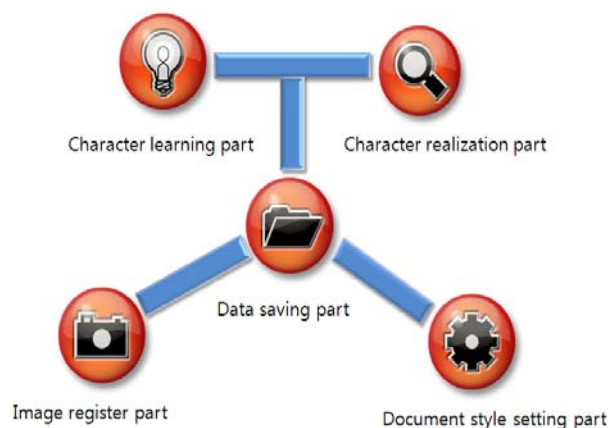 Character learning part
Character realization part
Data saving part
Image register part
Document style setting part